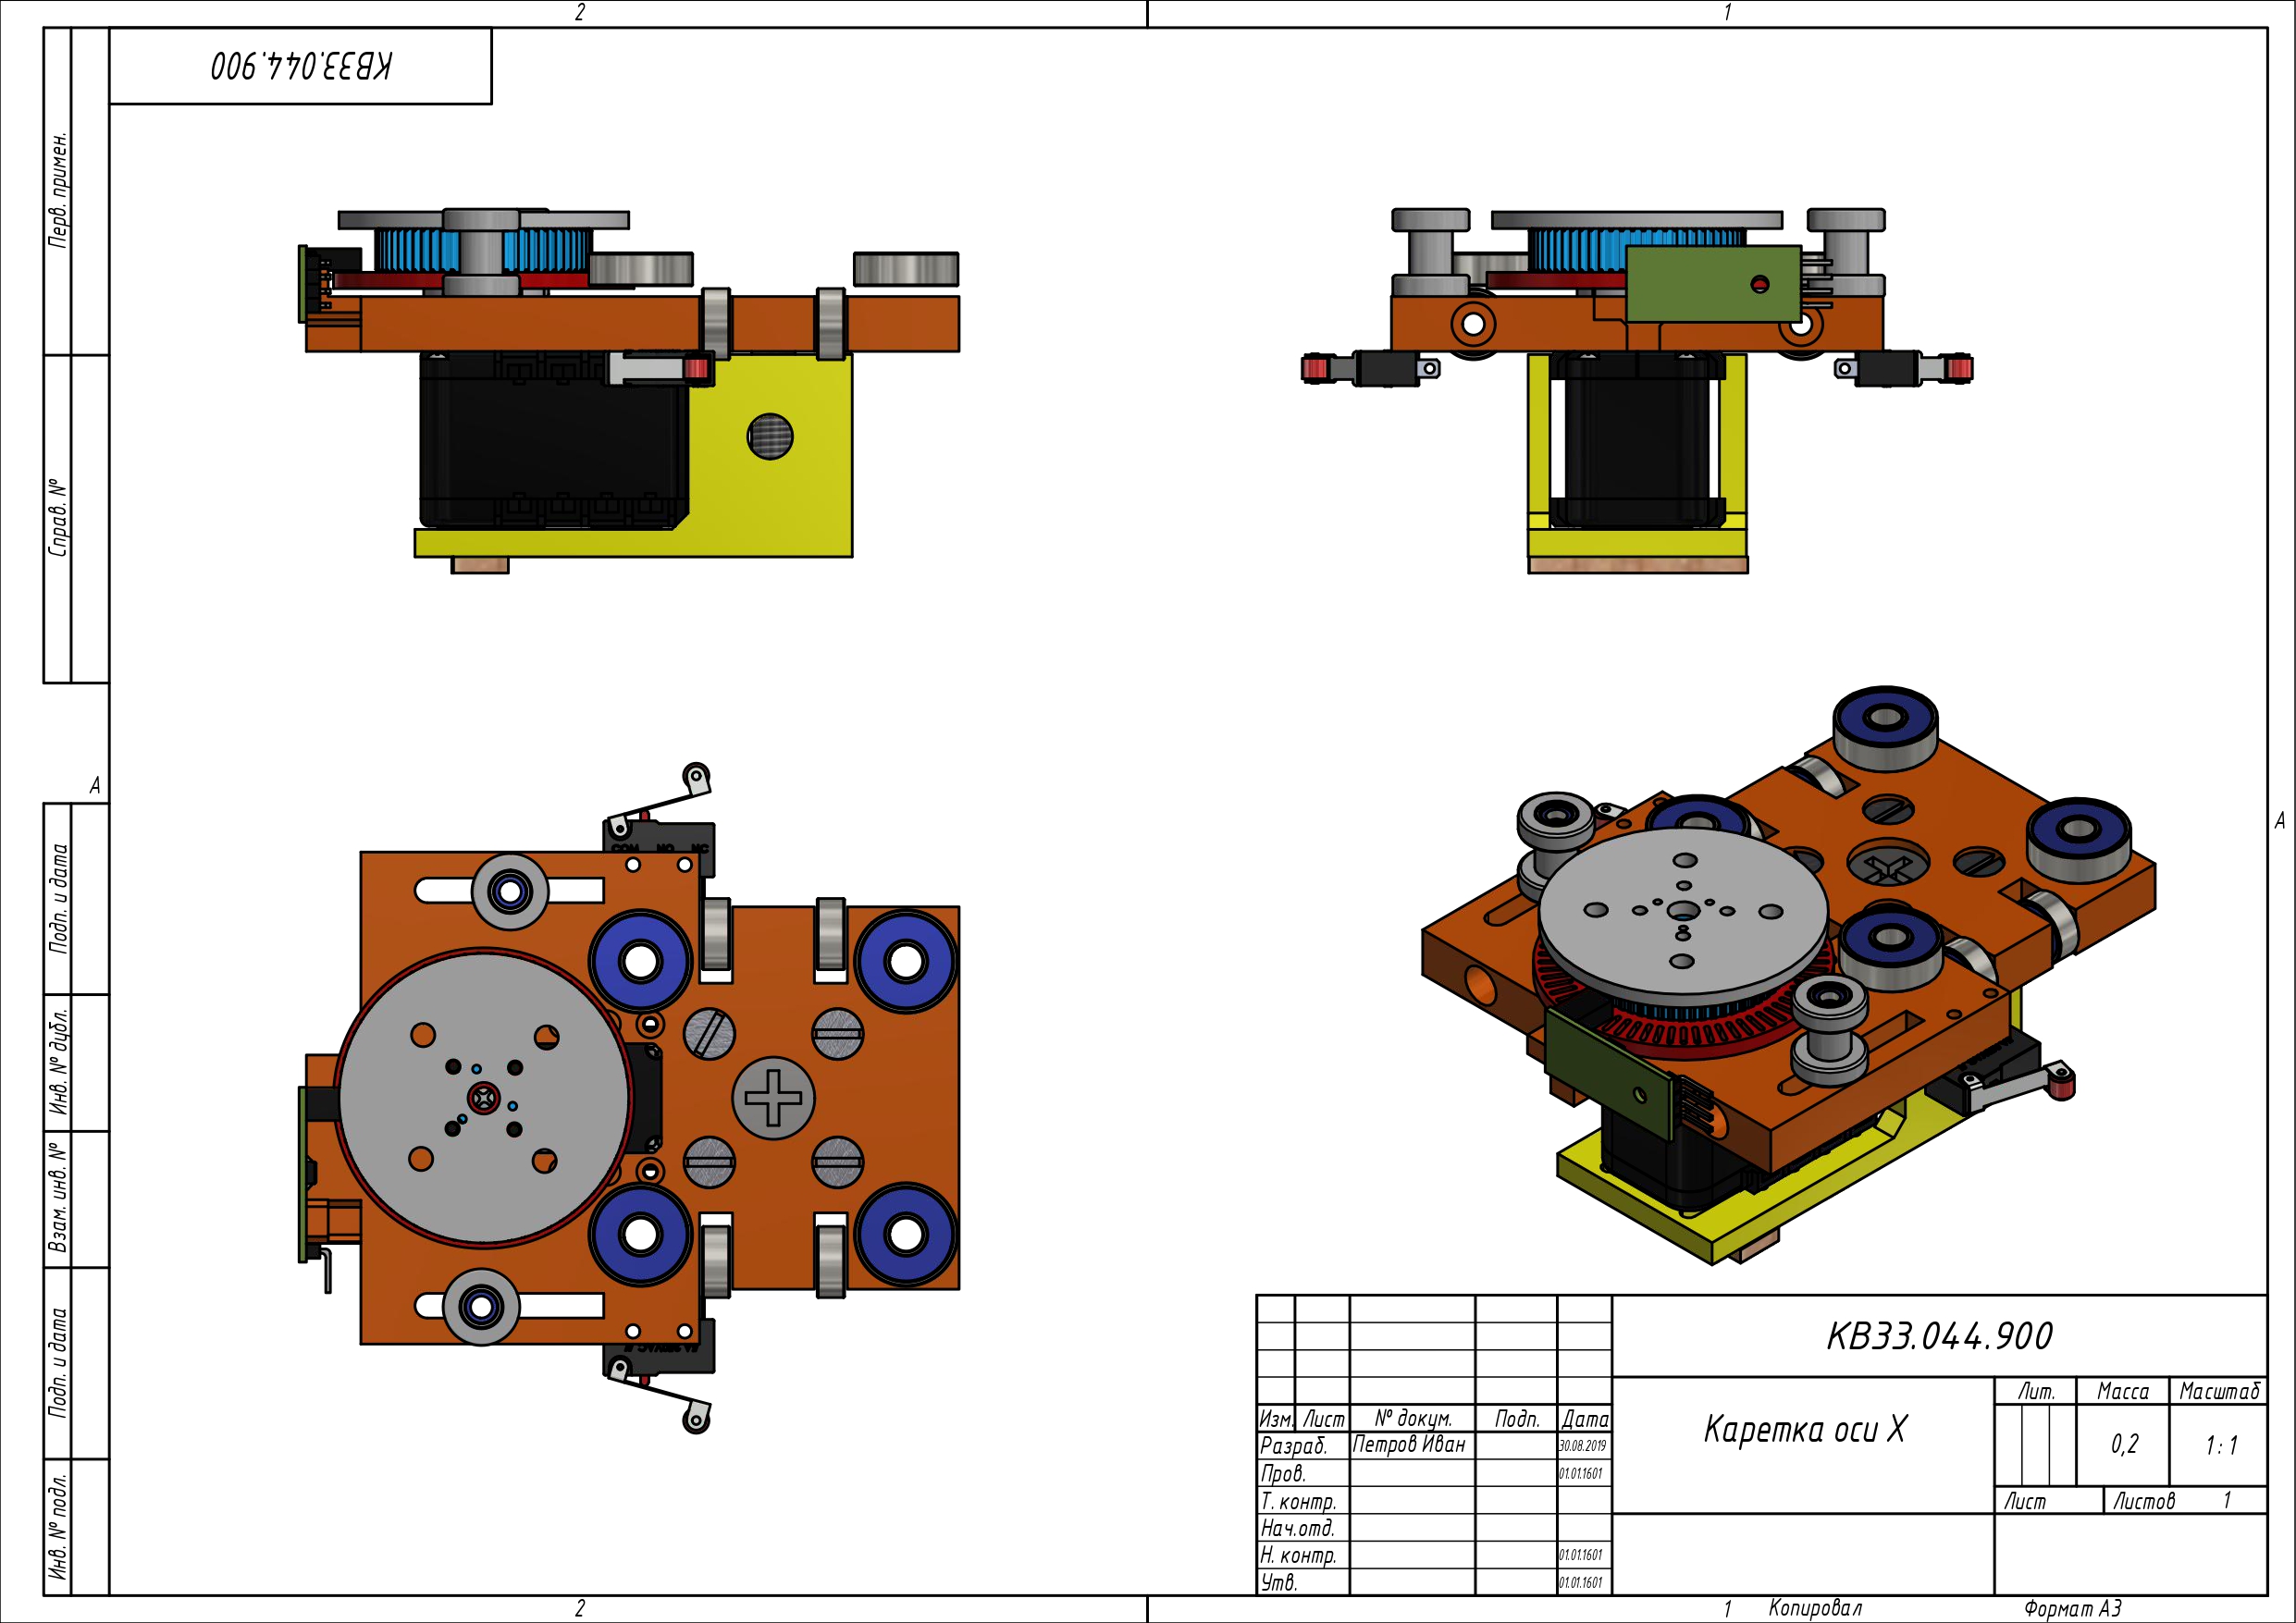 2
1
КВЗЗ.044.900
Перв. примен.
Справ. №
А
А
Подп. и дата
Инв. № дубл.
Взам. инв. №
Подп. и дата
Инв. № подл.
COM NO NC
КВЗЗ.044.900
Каретка оси Х
Лит.
Масса
Масштаб
0,2
1:1
Лист
Листов 1
Изм. Лист № докум. Подп. Дата
Разраб. Петров Иван 30.08.2019
Пров. 01.01.1601
Т. контр.
Нач.отд.
Н. контр. 01.01.1601
Утв. 01.01.1601
2
1
Копировал
Формат А3